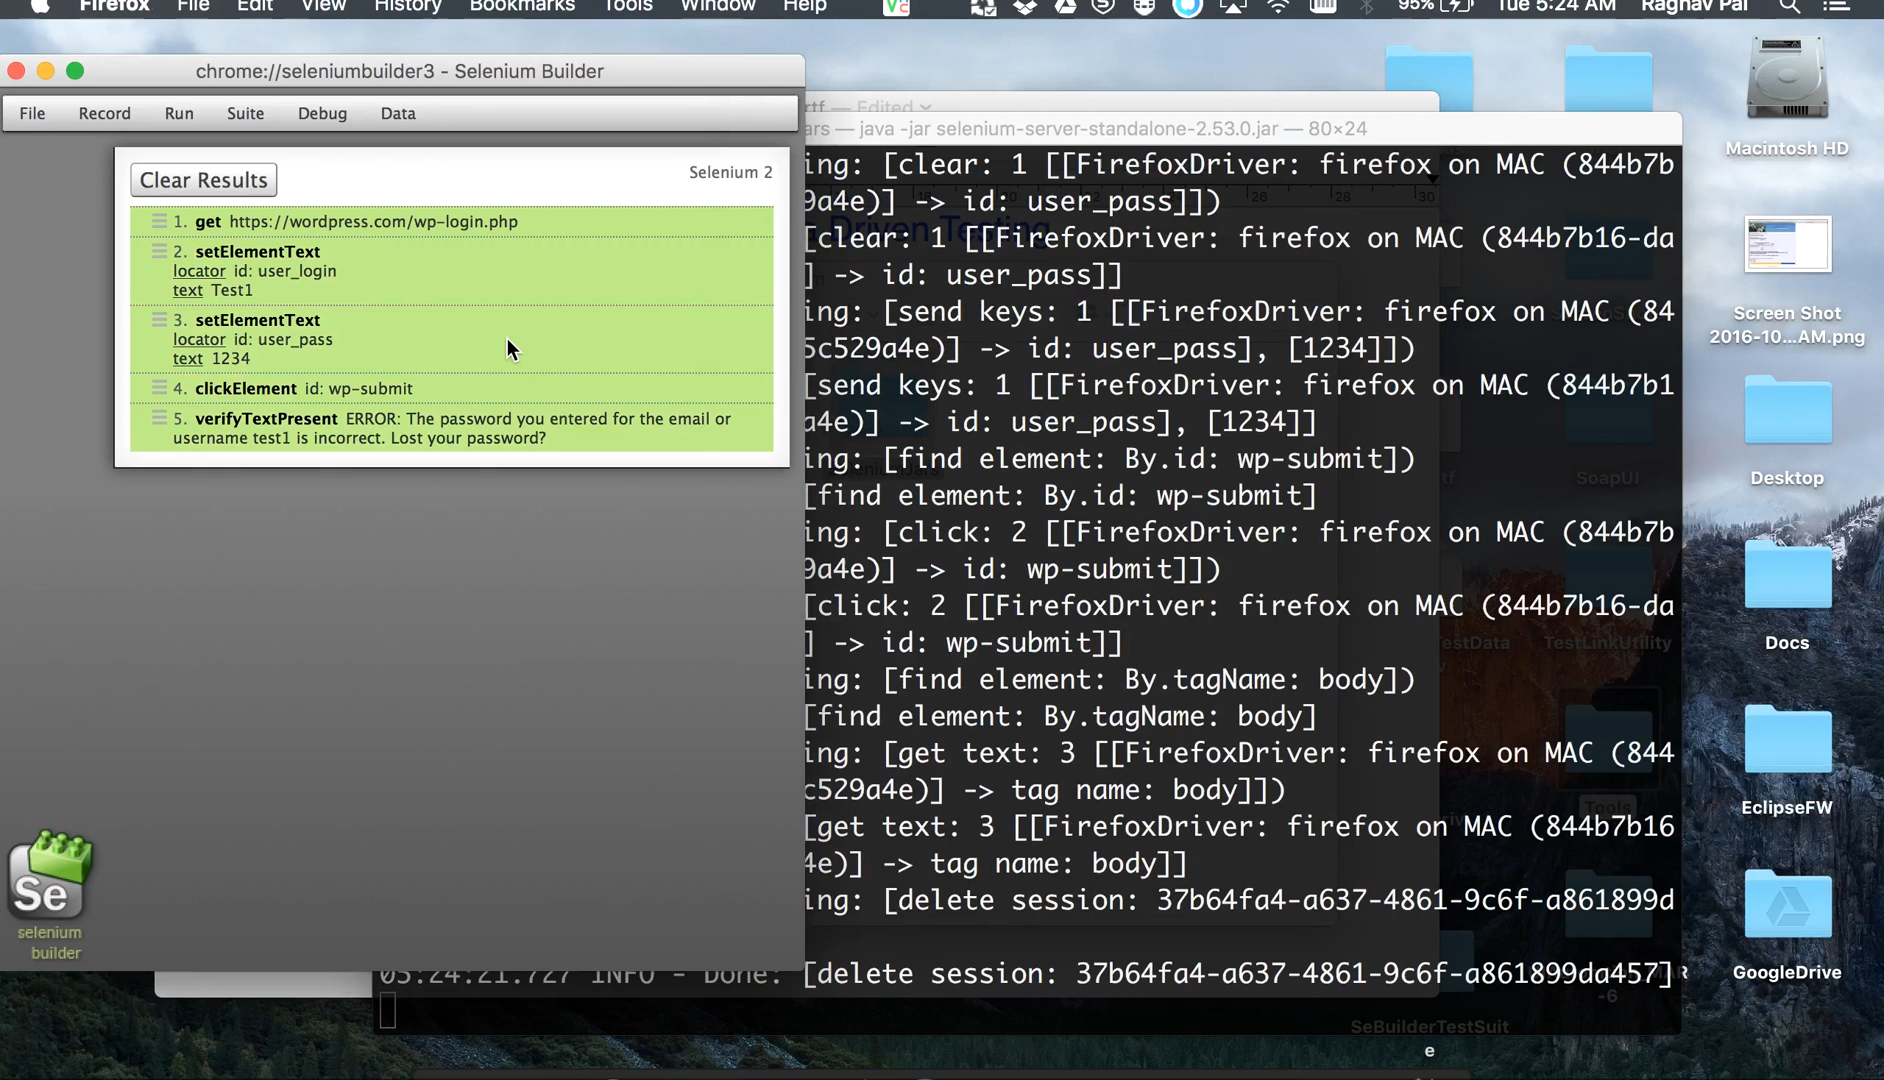 Firefox File Edit View History Bookmarks Tools Window Help 95% Tue 5:24 AM Raghav Pal
chrome://seleniumbuilder3 - Selenium Builder
File Record Run Suite Debug Data
Clear Results
Selenium 2
1. get https://wordpress.com/wp-login.php
2. setElementText
locator id: user_login
text Test1
3. setElementText
locator id: user_pass
text 1234
4. clickElement id: wp-submit
5. verifyTextPresent ERROR: The password you entered for the email or
username test1 is incorrect. Lost your password?
selenium
builder
rtf — Edited
ars — java -jar selenium-server-standalone-2.53.0.jar — 80×24
ing: [clear: 1 [[FirefoxDriver: firefox on MAC (844b7b
9a4e)] -> id: user_pass]])
[clear: 1 [[FirefoxDriver: firefox on MAC (844b7b16-da
] -> id: user_pass]]
ing: [send keys: 1 [[FirefoxDriver: firefox on MAC (84
5c529a4e)] -> id: user_pass], [1234]])
[send keys: 1 [[FirefoxDriver: firefox on MAC (844b7b1
a4e)] -> id: user_pass], [1234]]
ing: [find element: By.id: wp-submit])
[find element: By.id: wp-submit]
ing: [click: 2 [[FirefoxDriver: firefox on MAC (844b7b
9a4e)] -> id: wp-submit]])
[click: 2 [[FirefoxDriver: firefox on MAC (844b7b16-da
] -> id: wp-submit]]
ing: [find element: By.tagName: body])
[find element: By.tagName: body]
ing: [get text: 3 [[FirefoxDriver: firefox on MAC (844
c529a4e)] -> tag name: body]])
[get text: 3 [[FirefoxDriver: firefox on MAC (844b7b16
4e)] -> tag name: body]]
ing: [delete session: 37b64fa4-a637-4861-9c6f-a861899d
05:24:21.727 INFO - Done: [delete session: 37b64fa4-a637-4861-9c6f-a861899da457]
Driven Testing
26 28 30
SoapUI
TestData
TestLinkUtility
Tools
-6
SeBuilderTestSuit
e
Macintosh HD
Screen Shot
2016-10...AM.png
Desktop
Docs
EclipseFW
GoogleDrive